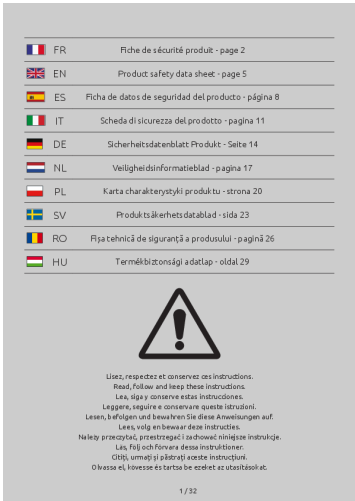 FR Fiche de sécurité produit - page 2
EN Product safety data sheet - page 5
ES Ficha de datos de seguridad del producto - página 8
IT Scheda di sicurezza del prodotto - pagina 11
DE Sicherheitsdatenblatt Produkt - Seite 14
NL Veiligheidsinformatieblad - pagina 17
PL Karta charakterystyki produktu - strona 20
SV Produktsäkerhetsdatablad - sida 23
RO Fișa tehnică de siguranță a produsului - pagină 26
HU Termékbiztonsági adatlap - oldal 29
Lisez, respectez et conservez ces instructions.
Read, follow and keep these instructions.
Lea, siga y conserve estas instrucciones.
Leggere, seguire e conservare queste istruzioni.
Lesen, befolgen und bewahren Sie diese Anweisungen auf.
Lees, volg en bewaar deze instructies.
Należy przeczytać, przestrzegać i zachować niniejsze instrukcje.
Läs, följ och förvara dessa instruktioner.
Citiți, urmați și păstrați aceste instrucțiuni.
Olvassa el, kövesse és tartsa be ezeket az utasításokat.
1 / 32